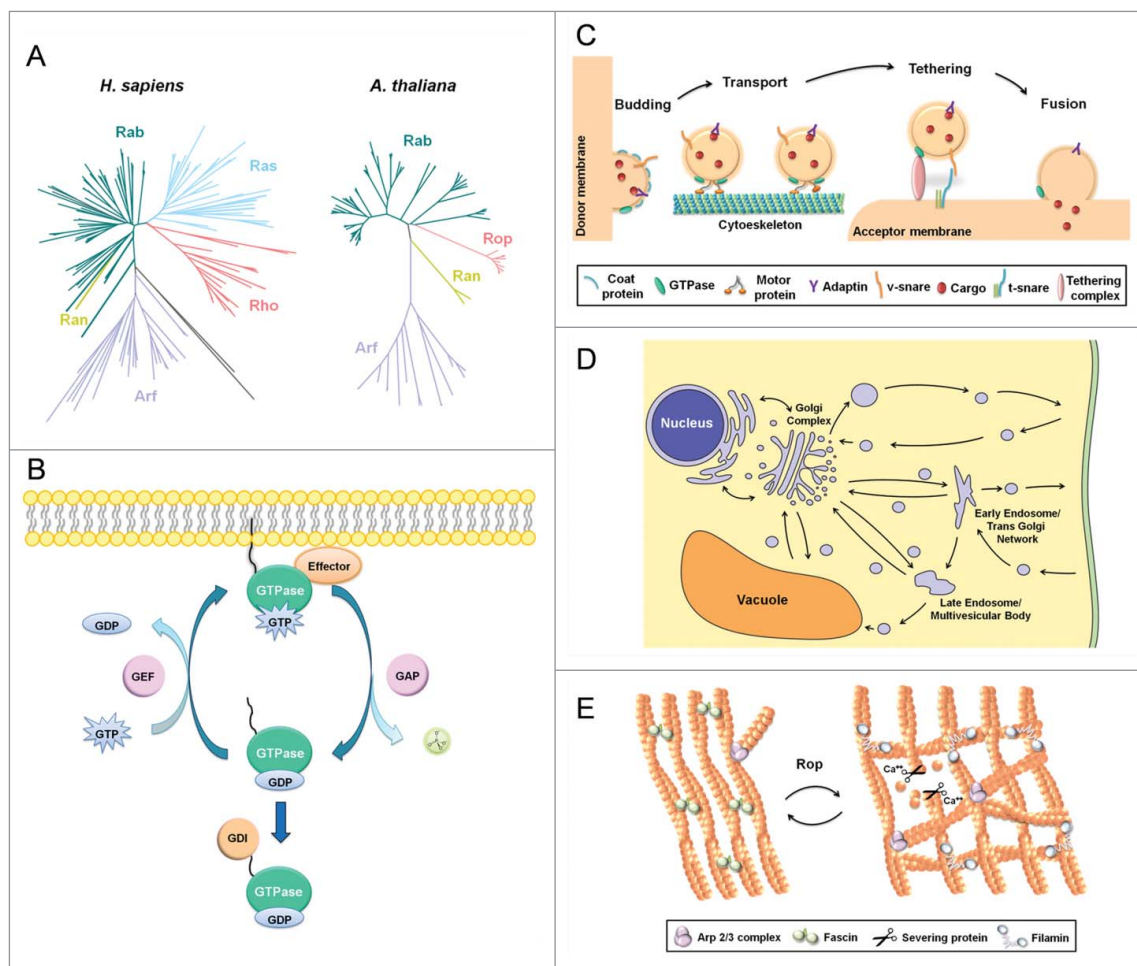 A
H. sapiens
A. thaliana
Rab
Ras
Rho
Ran
Arf
Rab
Rop
Ran
Arf
B
Effector
GTPase
GTP
GDP
GEF
GAP
GTP
GTPase
GDP
GDI
GTPase
GDP
C
Donor membrane
Budding
Transport
Tethering
Fusion
Cytoeskeleton
Acceptor membrane
Coat
protein
GTPase
Motor
protein
Adaptin
v-snare
Cargo
t-snare
Tethering
complex
D
Nucleus
Golgi
Complex
Early Endosome/
Trans Golgi
Network
Vacuole
Late Endosome/
Multivesicular Body
E
Rop
Ca++
Ca++
Arp 2/3 complex
Fascin
Severing protein
Filamin